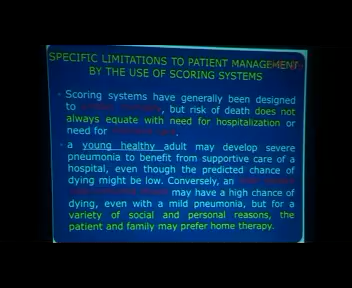 SPECIFIC LIMITATIONS TO PATIENT MANAGEMENT
BY THE USE OF SCORING SYSTEMS
- Scoring systems have generally been designed
to , but risk of death does not
always equate with need for hospitalization or
need for
- a young healthy adult may develop severe
pneumonia to benefit from supportive care of a
hospital, even though the predicted chance of
dying might be low. Conversely, an
may have a high chance of
dying, even with a mild pneumonia, but for a
variety of social and personal reasons, the
patient and family may prefer home therapy.